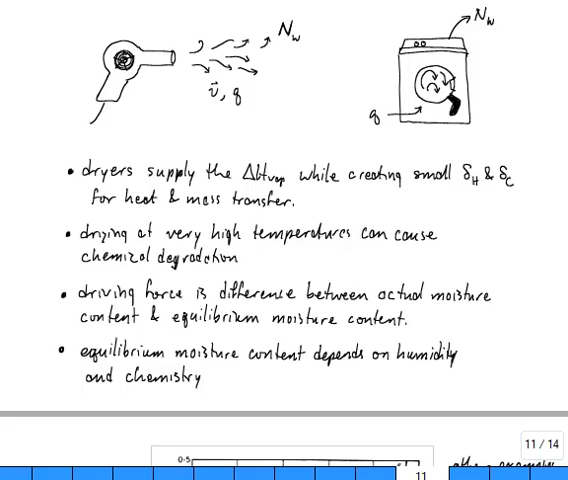 N_w
N_w
v⃗, q
q
• dryers supply the ΔHvap while creating small δ_H & δ_C
for heat & mass transfer.
• drying at very high temperatures can cause
chemical degradation
• driving force is difference between actual moisture
content & equilibrium moisture content.
• equilibrium moisture content depends on humidity
and chemistry
11 / 14
0·5
11